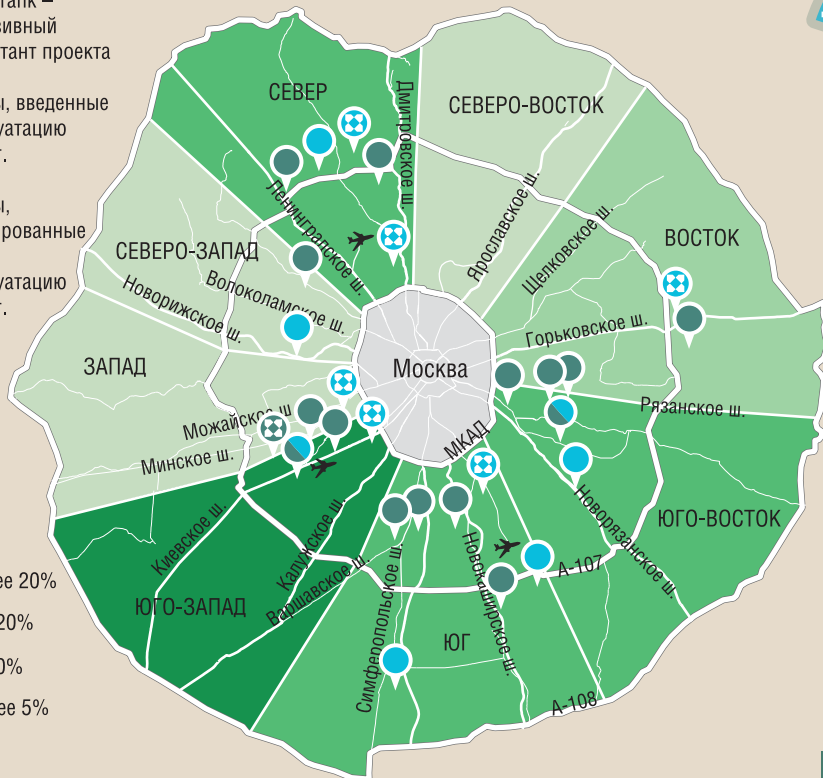 зивный
тант проекта
ы, введенные
уатацию
ы,
рованные
уатацию
СЕВЕР
Дмитровское ш.
СЕВЕРО-ВОСТОК
Ленинградское ш.
Ярославское ш.
Щелковское ш.
ВОСТОК
СЕВЕРО-ЗАПАД
Волоколамское ш.
Новорижское ш.
Горьковское ш.
ЗАПАД
Москва
Рязанское ш.
Можайское ш
Минское ш.
МКАД
Киевское ш.
Калужское ш.
Варшавское ш.
Новорязанское ш.
ЮГО-ВОСТОК
Симферопольское ш.
Новокаширское ш.
А-107
ЮГО-ЗАПАД
ЮГ
А-108
ее 20%
20%
0%
ее 5%